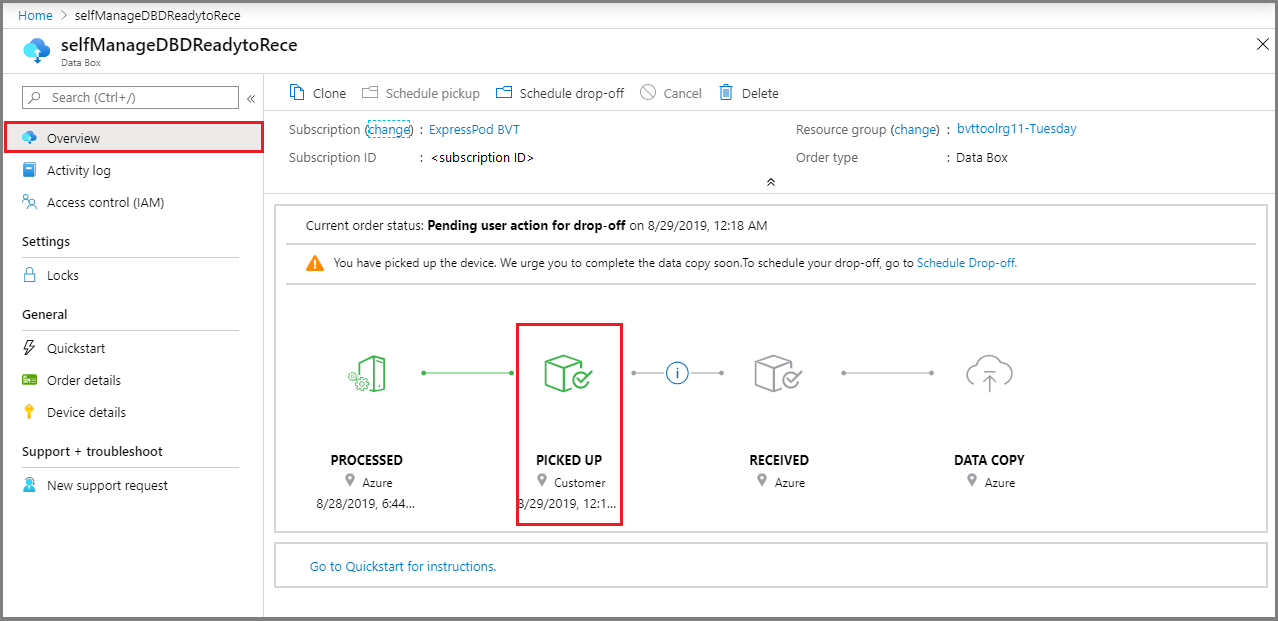 Home > selfManageDBDReadytoRece
selfManageDBDReadytoRece
Data Box
Search (Ctrl+/)
«
Overview
Activity log
Access control (IAM)
Settings
Locks
General
Quickstart
Order details
Device details
Support + troubleshoot
New support request
Clone Schedule pickup Schedule drop-off Cancel Delete
Subscription (change) : ExpressPod BVT
Subscription ID : <subscription ID>
Resource group (change) : bvttoolrg11-Tuesday
Order type : Data Box
Current order status: Pending user action for drop-off on 8/29/2019, 12:18 AM
You have picked up the device. We urge you to complete the data copy soon.To schedule your drop-off, go to Schedule Drop-off.
i
PROCESSED
Azure
8/28/2019, 6:44...
PICKED UP
Customer
8/29/2019, 12:1...
RECEIVED
Azure
DATA COPY
Azure
Go to Quickstart for instructions.